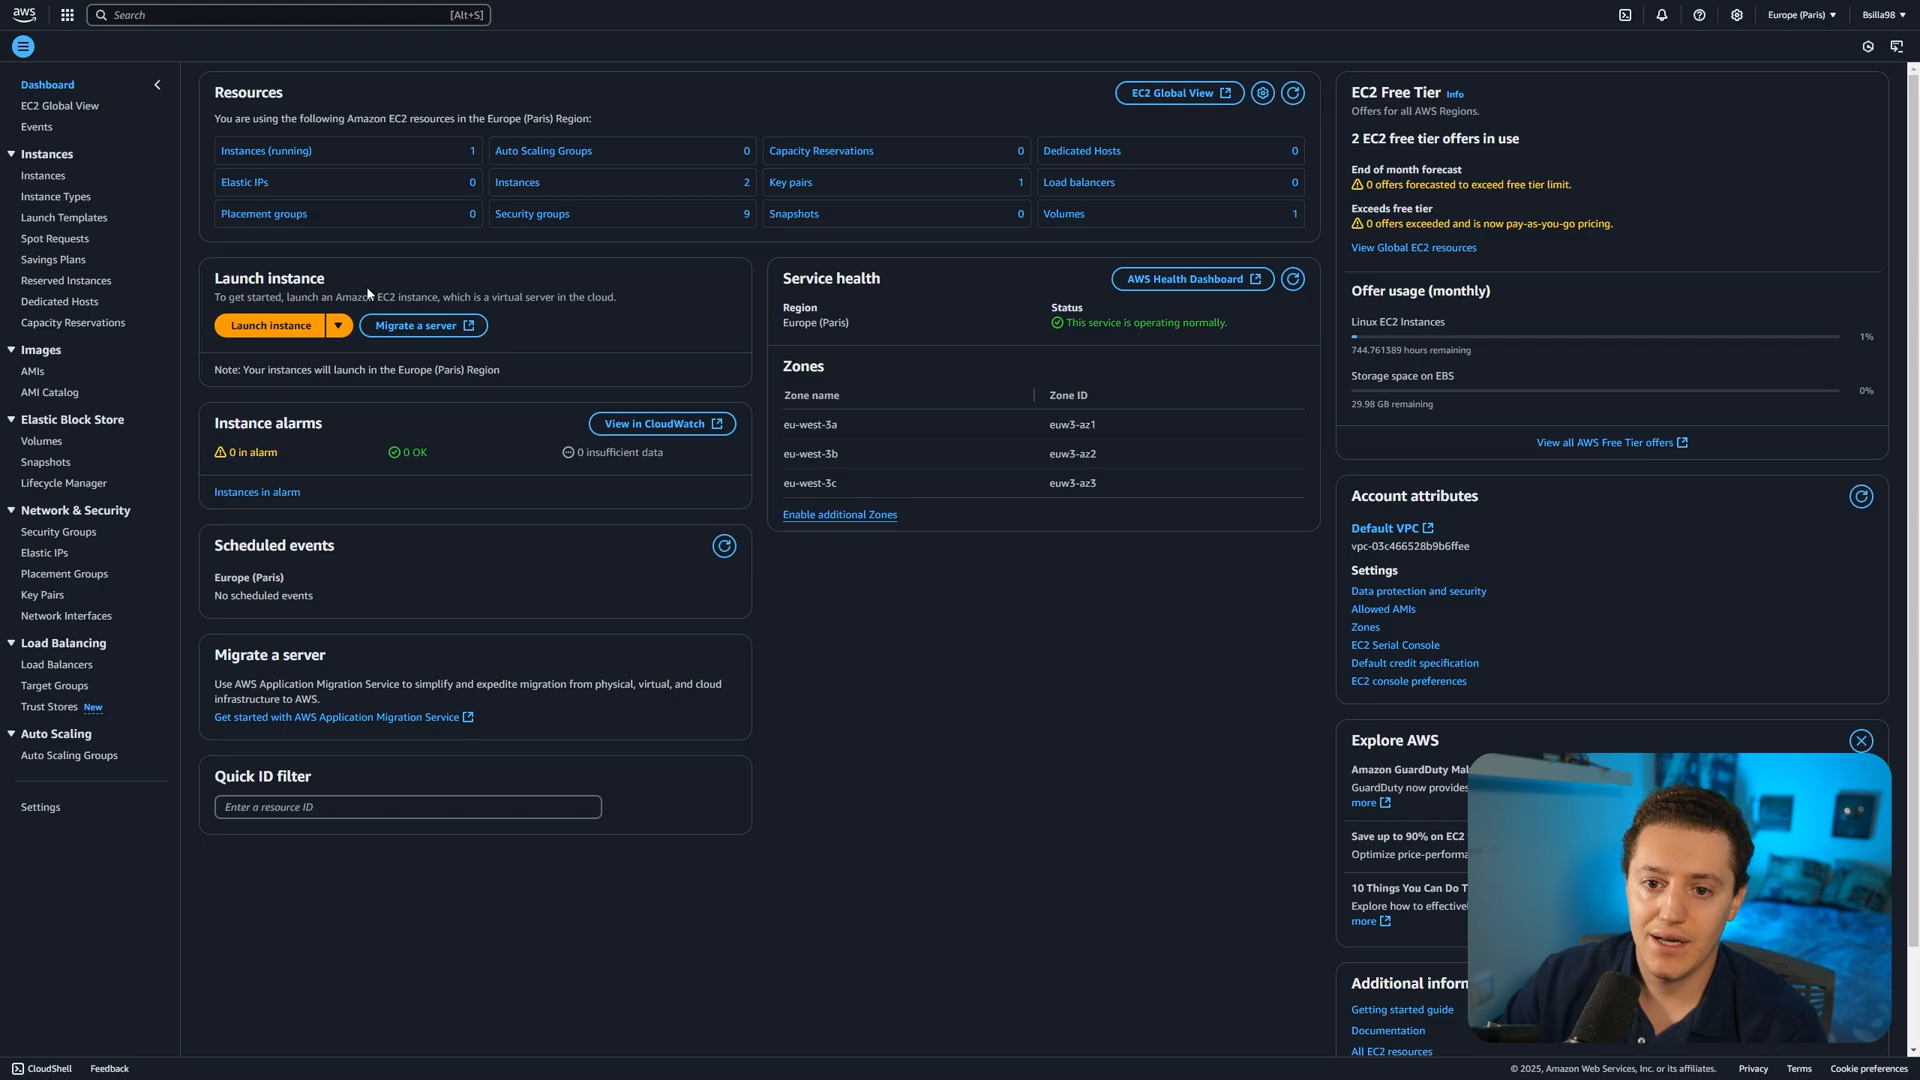 aws
Search
[Alt+S]
Europe (Paris)
Bsilla98
Dashboard
EC2 Global View
Events
Instances
Instances
Instance Types
Launch Templates
Spot Requests
Savings Plans
Reserved Instances
Dedicated Hosts
Capacity Reservations
Images
AMIs
AMI Catalog
Elastic Block Store
Volumes
Snapshots
Lifecycle Manager
Network & Security
Security Groups
Elastic IPs
Placement Groups
Key Pairs
Network Interfaces
Load Balancing
Load Balancers
Target Groups
Trust Stores New
Auto Scaling
Auto Scaling Groups
Settings
Resources
EC2 Global View
You are using the following Amazon EC2 resources in the Europe (Paris) Region:
Instances (running) 1
Auto Scaling Groups 0
Capacity Reservations 0
Dedicated Hosts 0
Elastic IPs 0
Instances 2
Key pairs 1
Load balancers 0
Placement groups 0
Security groups 9
Snapshots 0
Volumes 1
Launch instance
To get started, launch an Amazon EC2 instance, which is a virtual server in the cloud.
Launch instance
Migrate a server
Note: Your instances will launch in the Europe (Paris) Region
Instance alarms
View in CloudWatch
0 in alarm
0 OK
0 insufficient data
Instances in alarm
Scheduled events
Europe (Paris)
No scheduled events
Migrate a server
Use AWS Application Migration Service to simplify and expedite migration from physical, virtual, and cloud
infrastructure to AWS.
Get started with AWS Application Migration Service
Quick ID filter
Enter a resource ID
Service health
AWS Health Dashboard
Region
Europe (Paris)
Status
This service is operating normally.
Zones
Zone name
Zone ID
eu-west-3a
euw3-az1
eu-west-3b
euw3-az2
eu-west-3c
euw3-az3
Enable additional Zones
EC2 Free Tier Info
Offers for all AWS Regions.
2 EC2 free tier offers in use
End of month forecast
0 offers forecasted to exceed free tier limit.
Exceeds free tier
0 offers exceeded and is now pay-as-you-go pricing.
View Global EC2 resources
Offer usage (monthly)
Linux EC2 Instances
1%
744.761389 hours remaining
Storage space on EBS
0%
29.98 GB remaining
View all AWS Free Tier offers
Account attributes
Default VPC
vpc-03c466528b9b6ffee
Settings
Data protection and security
Allowed AMIs
Zones
EC2 Serial Console
Default credit specification
EC2 console preferences
Explore AWS
Amazon GuardDuty Mal
GuardDuty now provides
more
Save up to 90% on EC2
Optimize price-performa
10 Things You Can Do T
Explore how to effectivel
more
Additional inforn
Getting started guide
Documentation
All EC2 resources
CloudShell
Feedback
© 2025, Amazon Web Services, Inc. or its affiliates.
Privacy
Terms
Cookie preferences